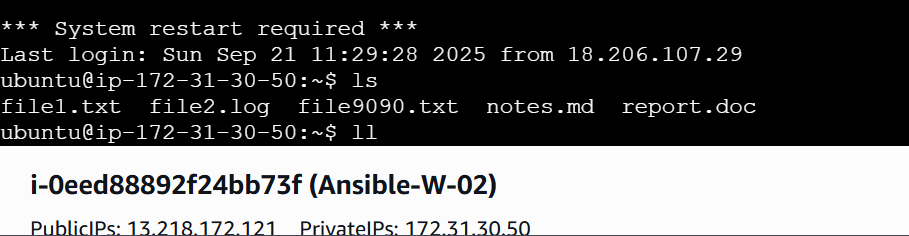 *** System restart required ***
Last login: Sun Sep 21 11:29:28 2025 from 18.206.107.29
ubuntu@ip-172-31-30-50:~$ ls
file1.txt  file2.log  file9090.txt  notes.md  report.doc
ubuntu@ip-172-31-30-50:~$ ll
i-0eed88892f24bb73f (Ansible-W-02)
PublicIPs: 13.218.172.121    PrivateIPs: 172.31.30.50